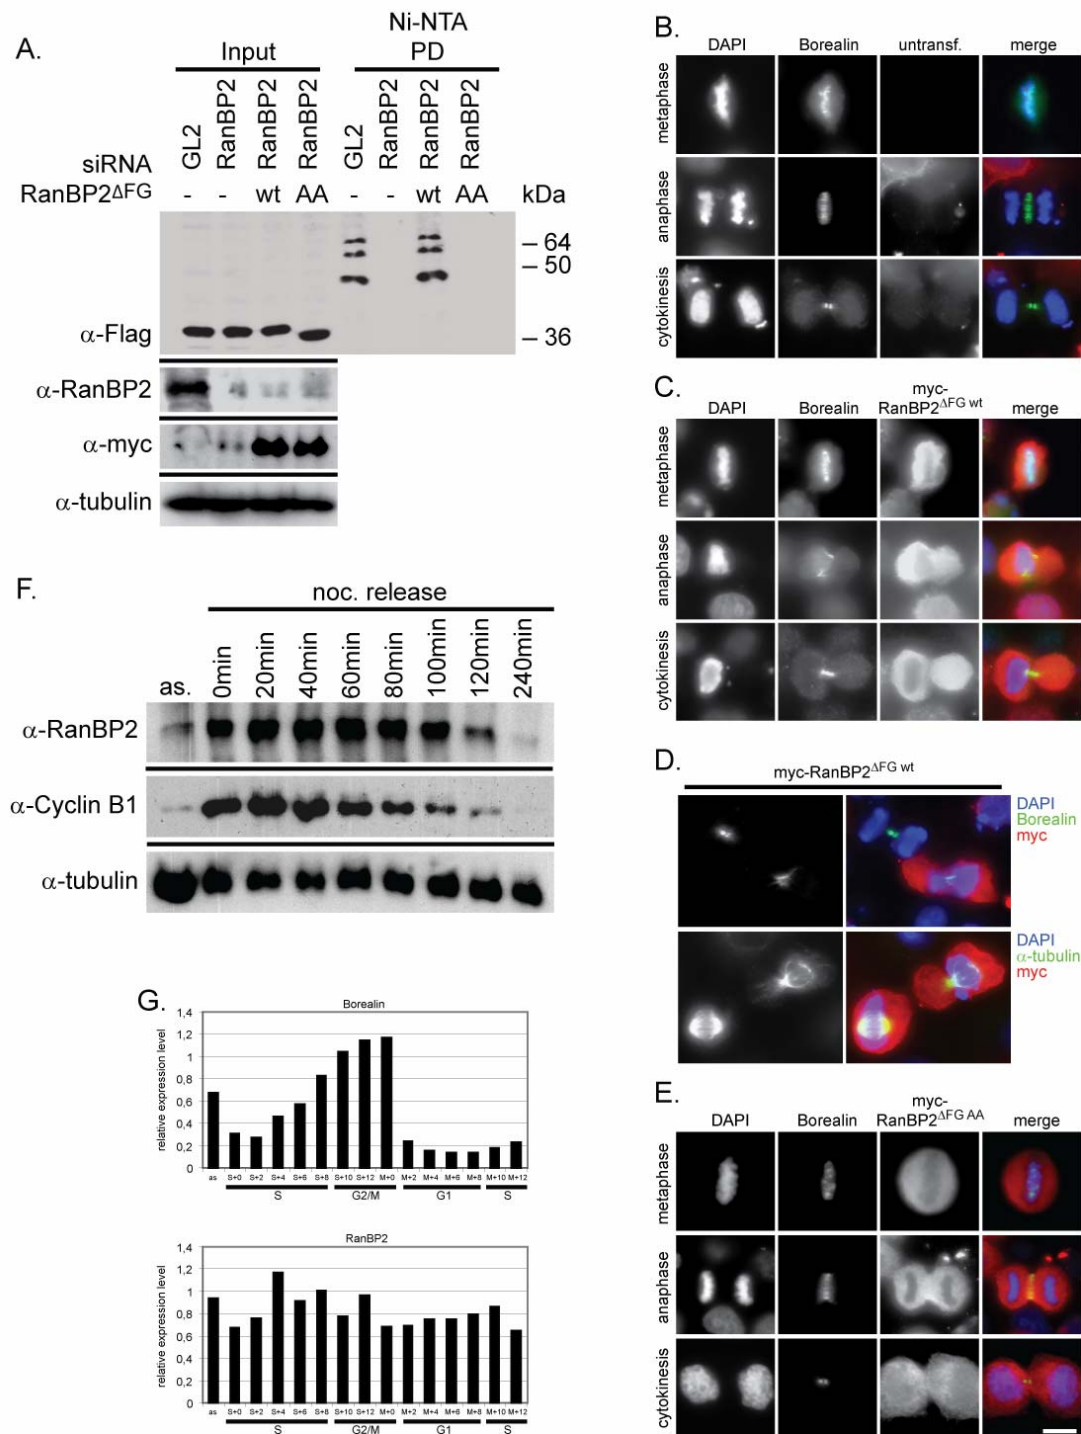 A.
Input
Ni-NTA
PD
siRNA GL2 RanBP2 RanBP2 RanBP2 GL2 RanBP2 RanBP2 RanBP2
RanBP2ΔFG - - wt AA - - wt AA kDa
– 64
– 50
α-Flag – 36
α-RanBP2
α-myc
α-tubulin
F.
noc. release
as. 0min 20min 40min 60min 80min 100min 120min 240min
α-RanBP2
α-Cyclin B1
α-tubulin
G.
Borealin
relative expression level
1,4
1,2
1
0,8
0,6
0,4
0,2
0
as S+0 S+2 S+4 S+6 S+8 S+10 S+12 M+0 M+2 M+4 M+6 M+8 M+10 M+12
S G2/M G1 S
RanBP2
relative expression level
1,4
1,2
1
0,8
0,6
0,4
0,2
0
as S+0 S+2 S+4 S+6 S+8 S+10 S+12 M+0 M+2 M+4 M+6 M+8 M+10 M+12
S G2/M G1 S
B.
DAPI Borealin untransf. merge
metaphase
anaphase
cytokinesis
C.
myc-
DAPI Borealin RanBP2ΔFG wt merge
metaphase
anaphase
cytokinesis
D.
myc-RanBP2ΔFG wt
DAPI
Borealin
myc
DAPI
α-tubulin
myc
E.
myc-
DAPI Borealin RanBP2ΔFG AA merge
metaphase
anaphase
cytokinesis